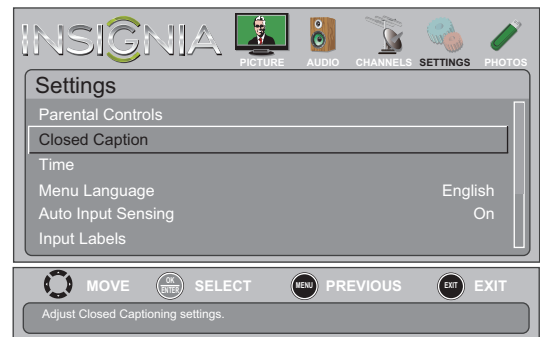 INSIGNIA
PICTURE AUDIO CHANNELS SETTINGS PHOTOS
Settings
Parental Controls
Closed Caption
Time
Menu Language English
Auto Input Sensing On
Input Labels
MOVE OK ENTER SELECT MENU PREVIOUS EXIT EXIT
Adjust Closed Captioning settings.